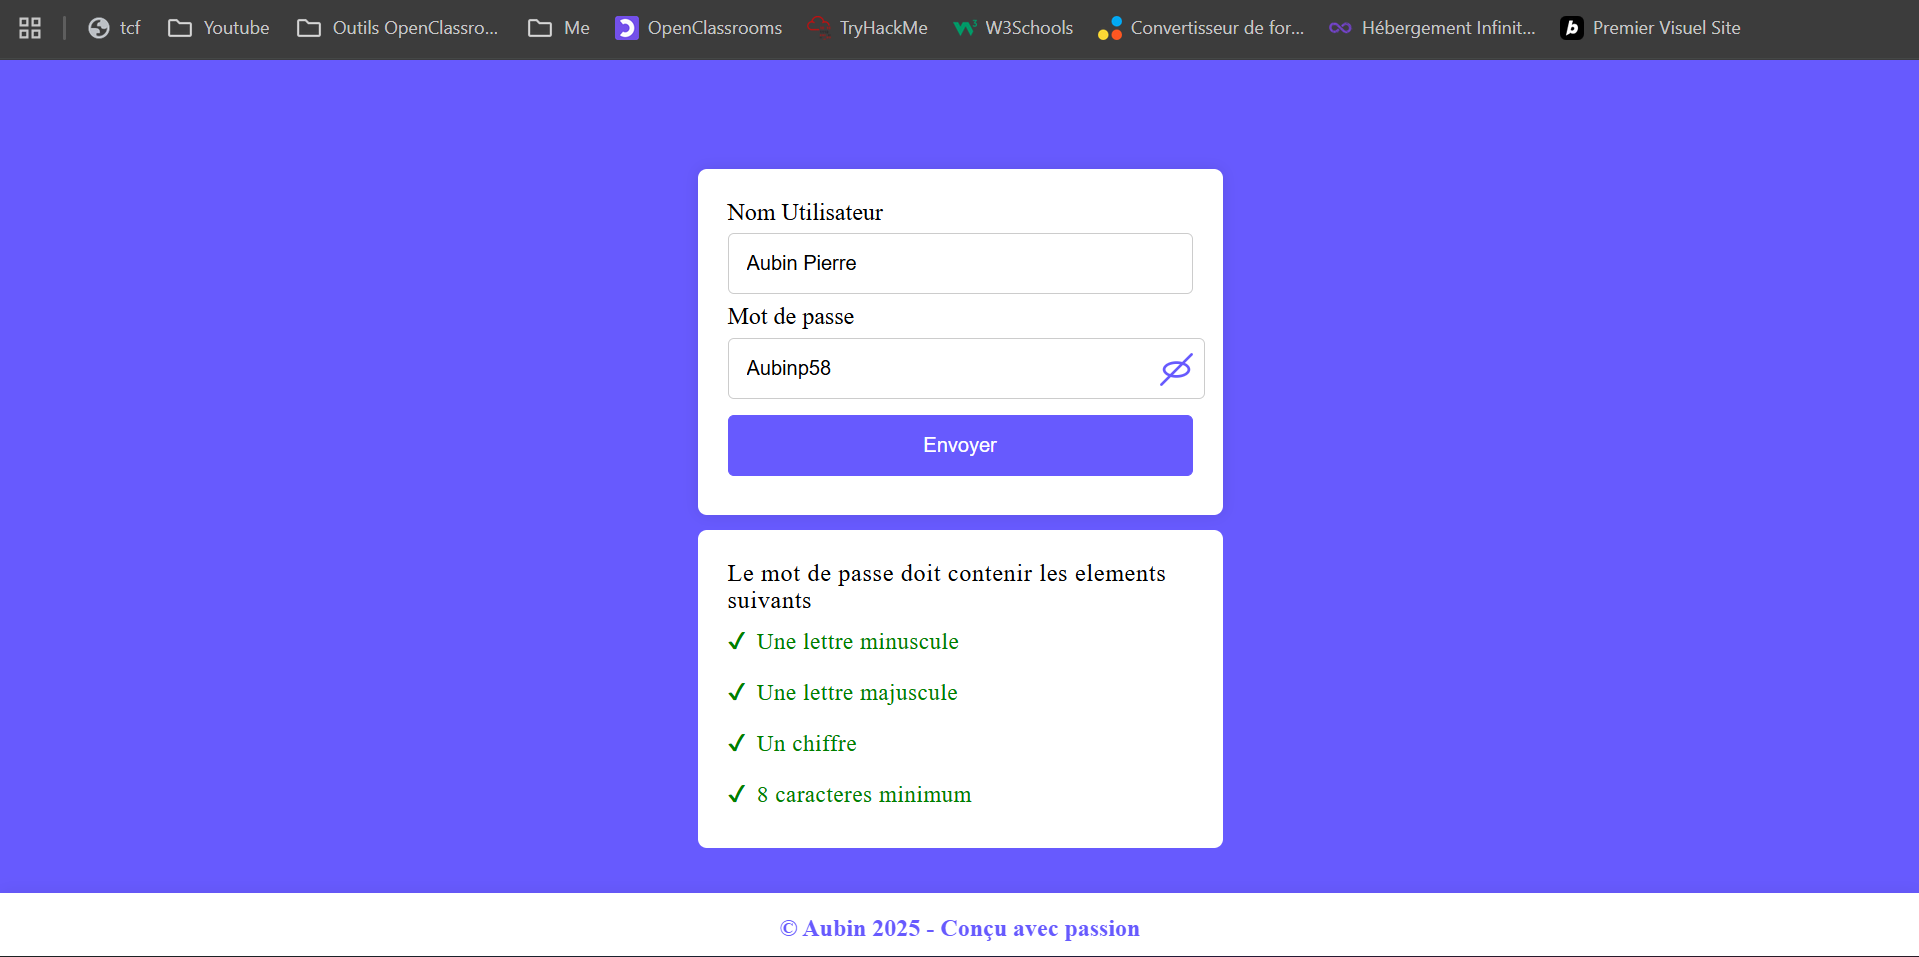 tcf Youtube Outils OpenClassro... Me OpenClassrooms TryHackMe W3Schools Convertisseur de for... Hébergement Infinit... Premier Visuel Site
Nom Utilisateur
Aubin Pierre
Mot de passe
Aubinp58
Envoyer
Le mot de passe doit contenir les elements
suivants
✓ Une lettre minuscule
✓ Une lettre majuscule
✓ Un chiffre
✓ 8 caracteres minimum
© Aubin 2025 - Conçu avec passion